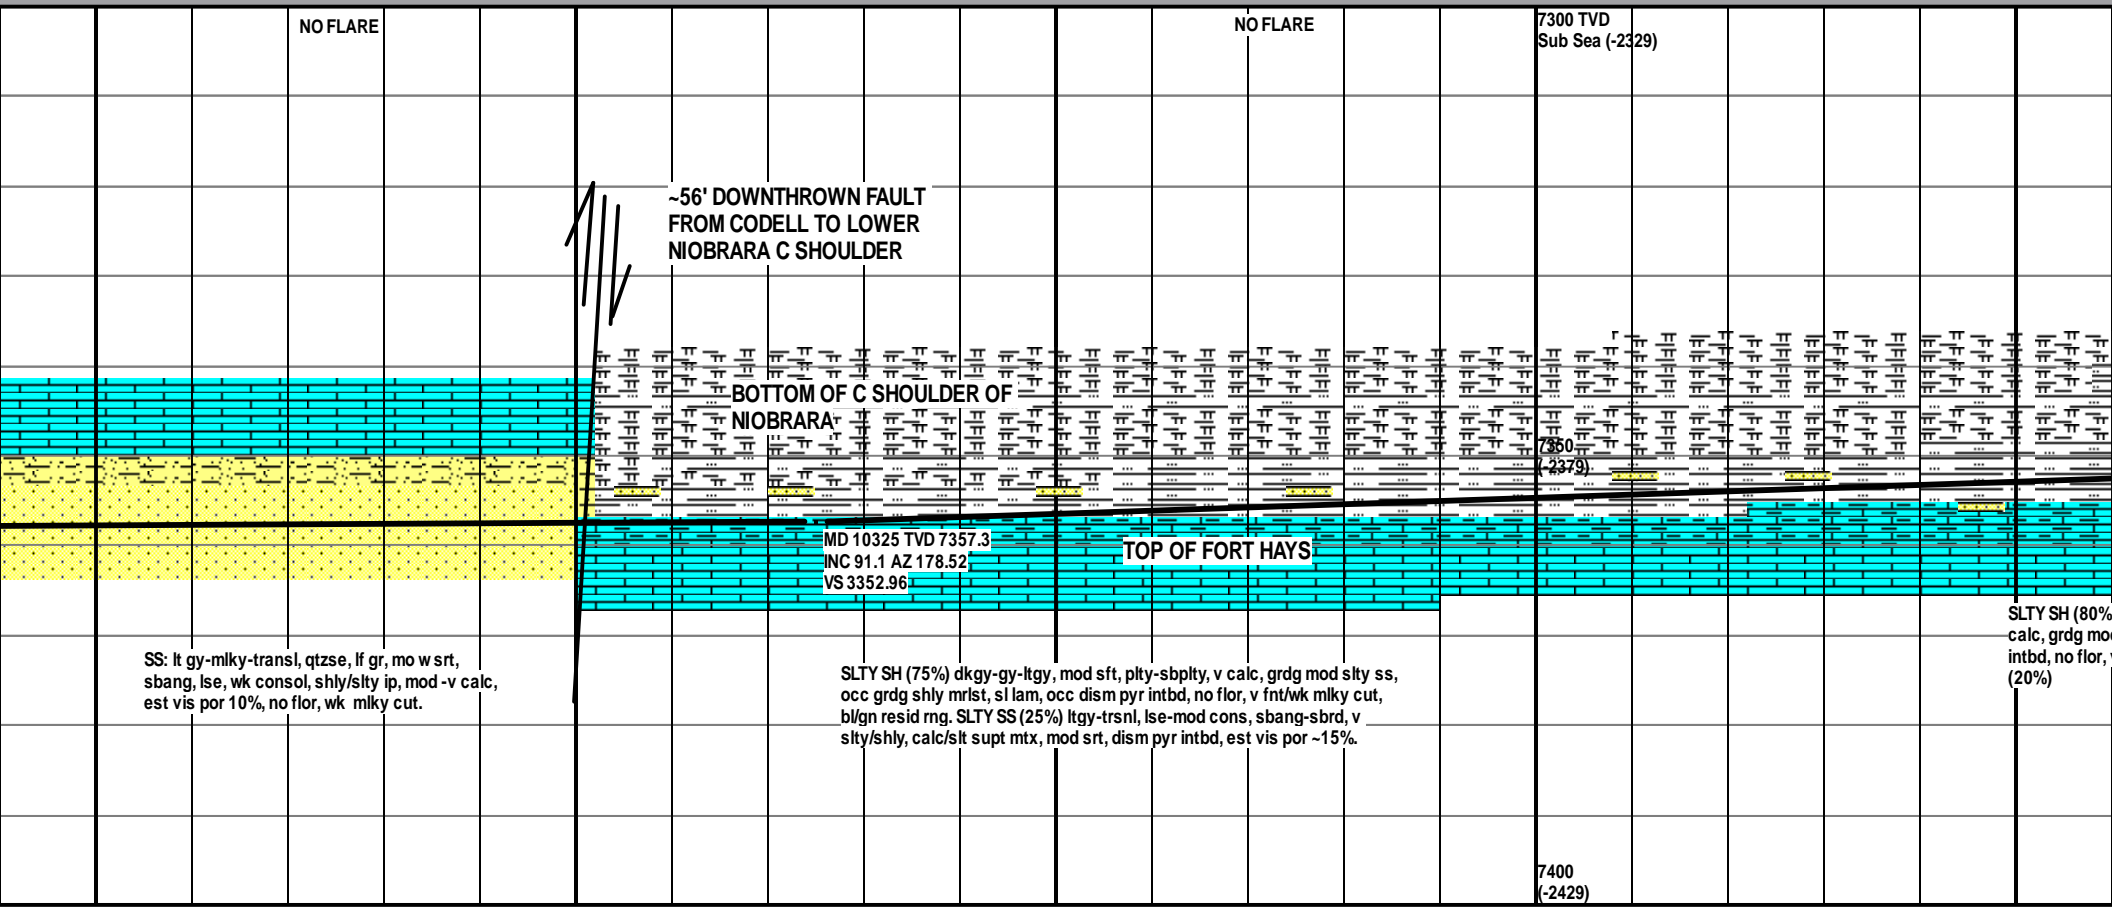 NO FLARE
NO FLARE
7300 TVD
Sub Sea (-2329)
~56' DOWNTHROWN FAULT
FROM CODELL TO LOWER
NIOBRARA C SHOULDER
BOTTOM OF C SHOULDER OF
NIOBRARA
7350
(-2379)
MD 10325 TVD 7357.3
INC 91.1 AZ 178.52
VS 3352.96
TOP OF FORT HAYS
SS: lt gy-mlky-transl, qtzse, lf gr, mo w srt,
sbang, lse, wk consol, shly/slty ip, mod -v calc,
est vis por 10%, no flor, wk mlky cut.
SLTY SH (75%) dkgy-gy-ltgy, mod sft, plty-sbplty, v calc, grdg mod slty ss,
occ grdg shly mrlst, sl lam, occ dism pyr intbd, no flor, v fnt/wk mlky cut,
bl/gn resid rng. SLTY SS (25%) ltgy-trsnl, lse-mod cons, sbang-sbrd, v
slty/shly, calc/slt supt mtx, mod srt, dism pyr intbd, est vis por ~15%.
SLTY SH (80%
calc, grdg mod
intbd, no flor,
(20%)
7400
(-2429)